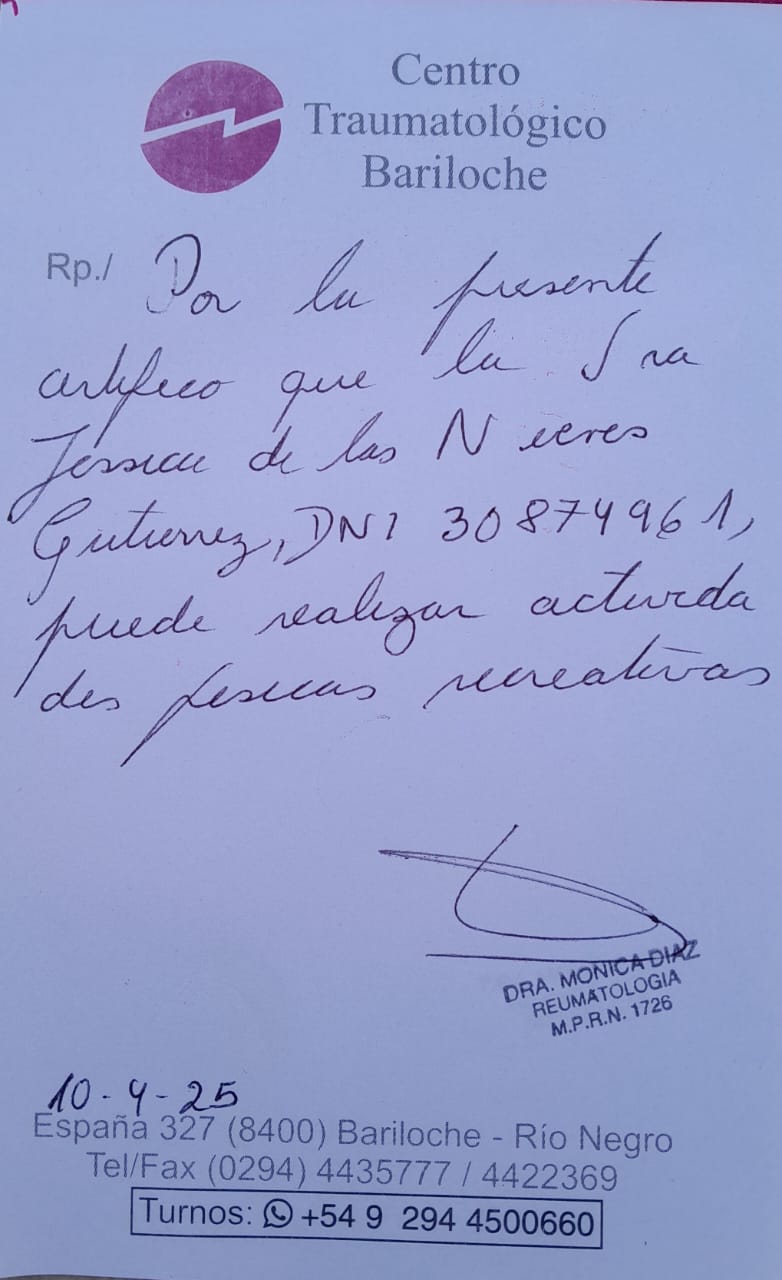 Centro
Traumatológico
Bariloche
Rp./ Por la presente
certifico que la Sra
Jessica de las Nieves
Gutierrez, DNI 30874961,
puede realizar activida
des fisicas recreativas
DRA. MONICA DIAZ
REUMATOLOGIA
M.P.R.N. 1726
10-4-25
España 327 (8400) Bariloche - Río Negro
Tel/Fax (0294) 4435777 / 4422369
Turnos: +54 9 294 4500660